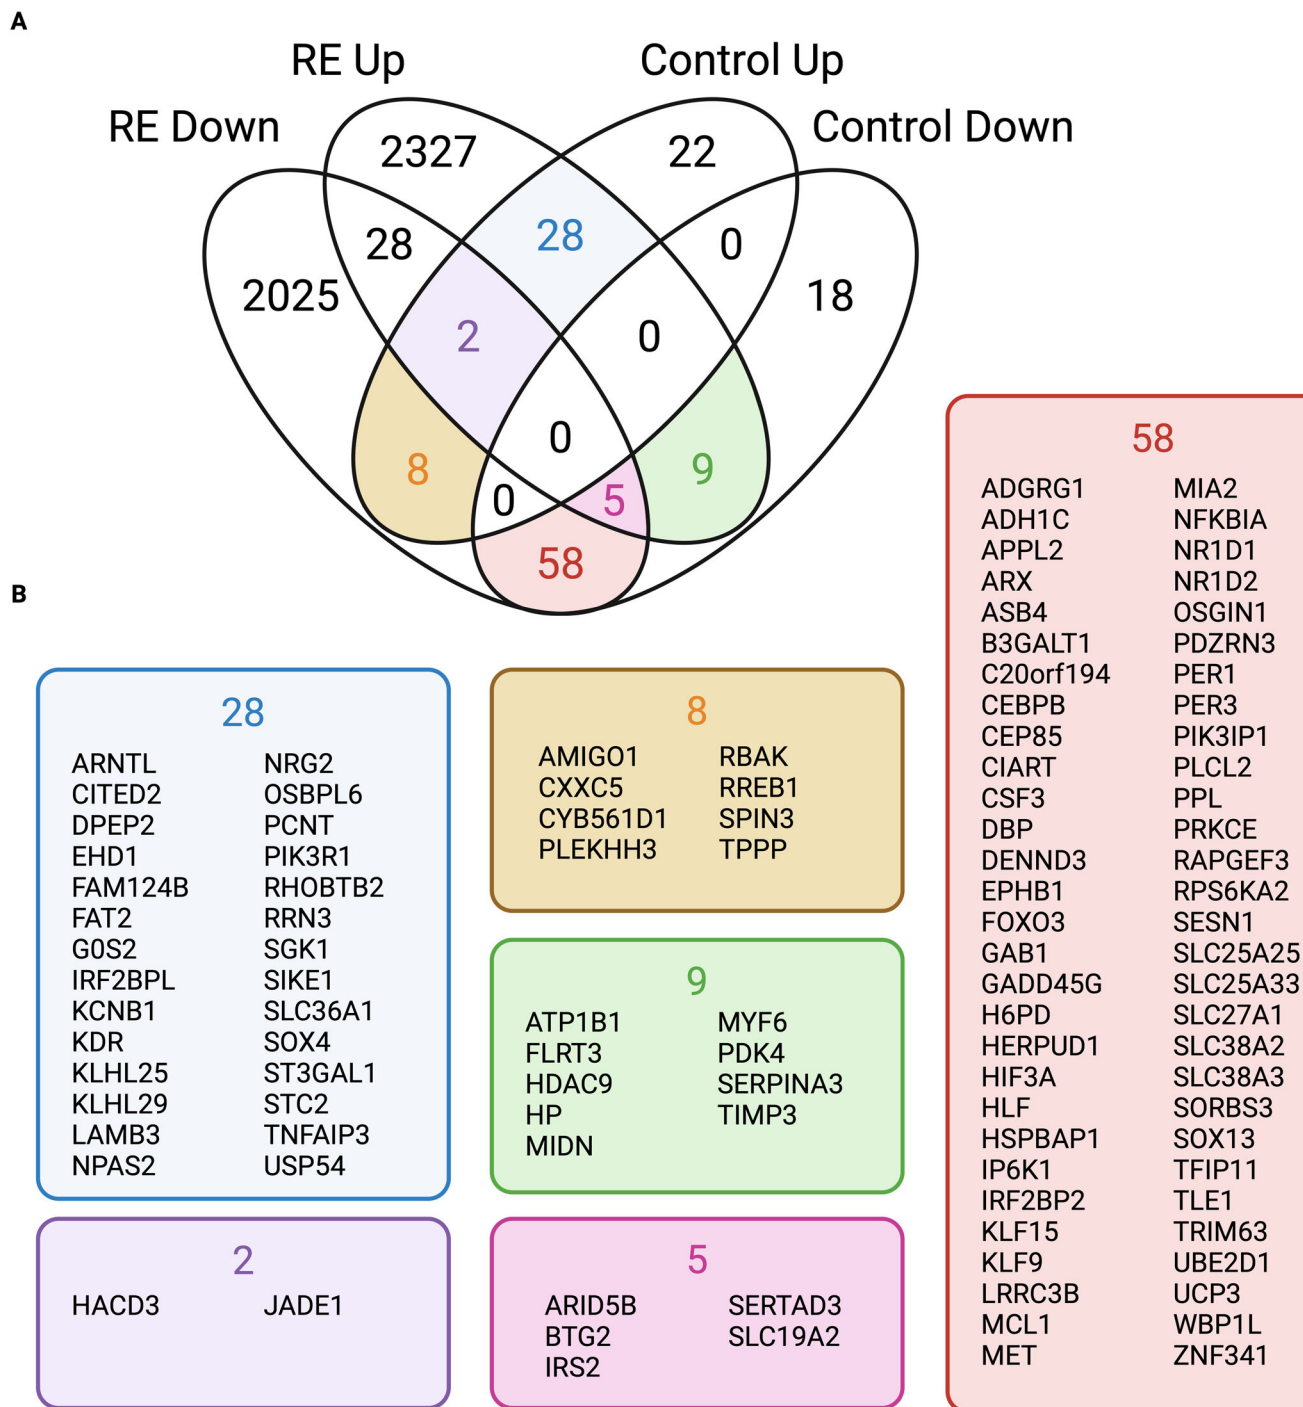 A
RE Up
Control Up
RE Down
Control Down
2327
22
28
28
0
2025
18
2
0
0
8
9
0
5
58
B
28
ARNTL NRG2
CITED2 OSBPL6
DPEP2 PCNT
EHD1 PIK3R1
FAM124B RHOBTB2
FAT2 RRN3
G0S2 SGK1
IRF2BPL SIKE1
KCNB1 SLC36A1
KDR SOX4
KLHL25 ST3GAL1
KLHL29 STC2
LAMB3 TNFAIP3
NPAS2 USP54
2
HACD3 JADE1
8
AMIGO1 RBAK
CXXC5 RREB1
CYB561D1 SPIN3
PLEKHH3 TPPP
9
ATP1B1 MYF6
FLRT3 PDK4
HDAC9 SERPINA3
HP TIMP3
MIDN
5
ARID5B SERTAD3
BTG2 SLC19A2
IRS2
58
ADGRG1 MIA2
ADH1C NFKBIA
APPL2 NR1D1
ARX NR1D2
ASB4 OSGIN1
B3GALT1 PDZRN3
C20orf194 PER1
CEBPB PER3
CEP85 PIK3IP1
CIART PLCL2
CSF3 PPL
DBP PRKCE
DENND3 RAPGEF3
EPHB1 RPS6KA2
FOXO3 SESN1
GAB1 SLC25A25
GADD45G SLC25A33
H6PD SLC27A1
HERPUD1 SLC38A2
HIF3A SLC38A3
HLF SORBS3
HSPBAP1 SOX13
IP6K1 TFIP11
IRF2BP2 TLE1
KLF15 TRIM63
KLF9 UBE2D1
LRRC3B UCP3
MCL1 WBP1L
MET ZNF341